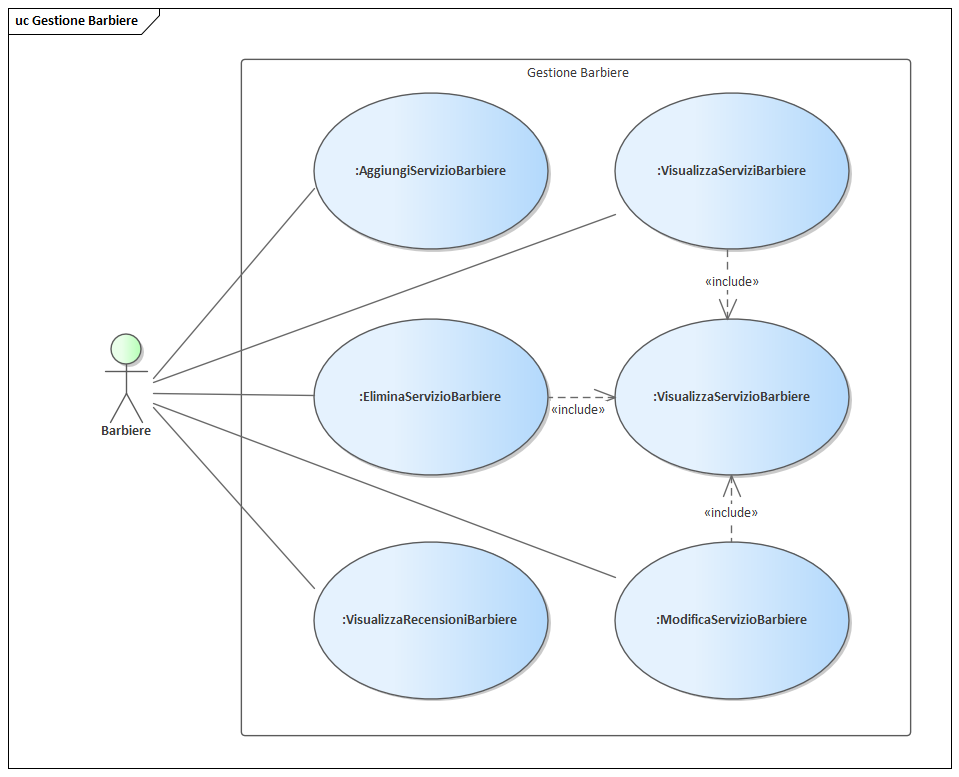 uc Gestione Barbiere
Gestione Barbiere
:AggiungiServizioBarbiere
:VisualizzaServiziBarbiere
«include»
:EliminaServizioBarbiere
«include»
:VisualizzaServizioBarbiere
Barbiere
«include»
:VisualizzaRecensioniBarbiere
:ModificaServizioBarbiere